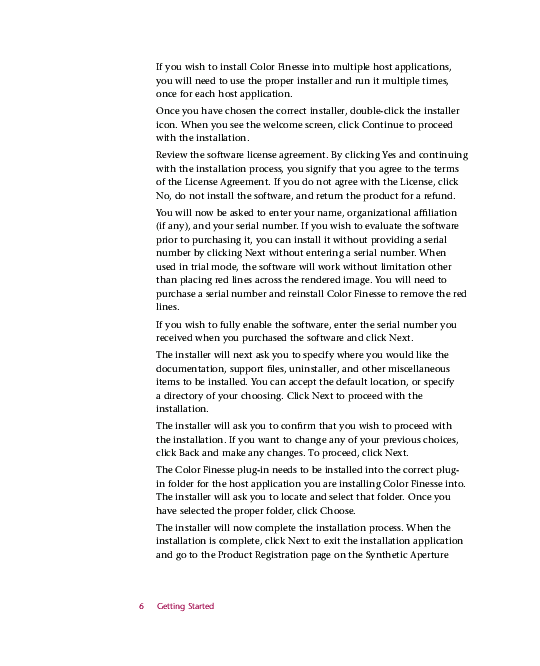 If you wish to install Color Finesse into multiple host applications,
you will need to use the proper installer and run it multiple times,
once for each host application.
Once you have chosen the correct installer, double-click the installer
icon. When you see the welcome screen, click Continue to proceed
with the installation.
Review the software license agreement. By clicking Yes and continuing
with the installation process, you signify that you agree to the terms
of the License Agreement. If you do not agree with the License, click
No, do not install the software, and return the product for a refund.
You will now be asked to enter your name, organizational affiliation
(if any), and your serial number. If you wish to evaluate the software
prior to purchasing it, you can install it without providing a serial
number by clicking Next without entering a serial number. When
used in trial mode, the software will work without limitation other
than placing red lines across the rendered image. You will need to
purchase a serial number and reinstall Color Finesse to remove the red
lines.
If you wish to fully enable the software, enter the serial number you
received when you purchased the software and click Next.
The installer will next ask you to specify where you would like the
documentation, support files, uninstaller, and other miscellaneous
items to be installed. You can accept the default location, or specify
a directory of your choosing. Click Next to proceed with the
installation.
The installer will ask you to confirm that you wish to proceed with
the installation. If you want to change any of your previous choices,
click Back and make any changes. To proceed, click Next.
The Color Finesse plug-in needs to be installed into the correct plug-
in folder for the host application you are installing Color Finesse into.
The installer will ask you to locate and select that folder. Once you
have selected the proper folder, click Choose.
The installer will now complete the installation process. When the
installation is complete, click Next to exit the installation application
and go to the Product Registration page on the Synthetic Aperture
6 Getting Started